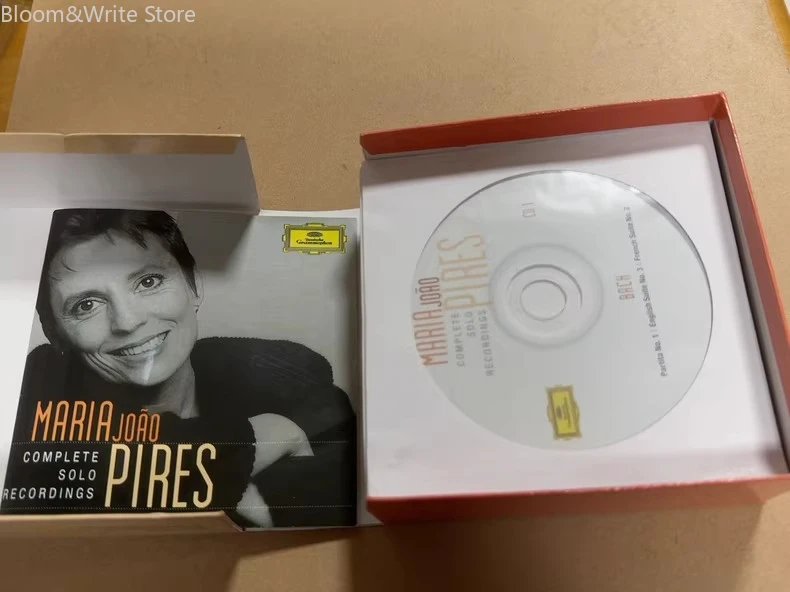 Bloom&Write Store
Deutsche
Grammophon
MARIA JOÃO
COMPLETE
SOLO
RECORDINGS
PIRES
MARIA JOÃO
PIRES
COMPLETE
SOLO
RECORDINGS
CD 1
BACH
Partita No. 1 | English Suite No. 3 | French Suite No. 2